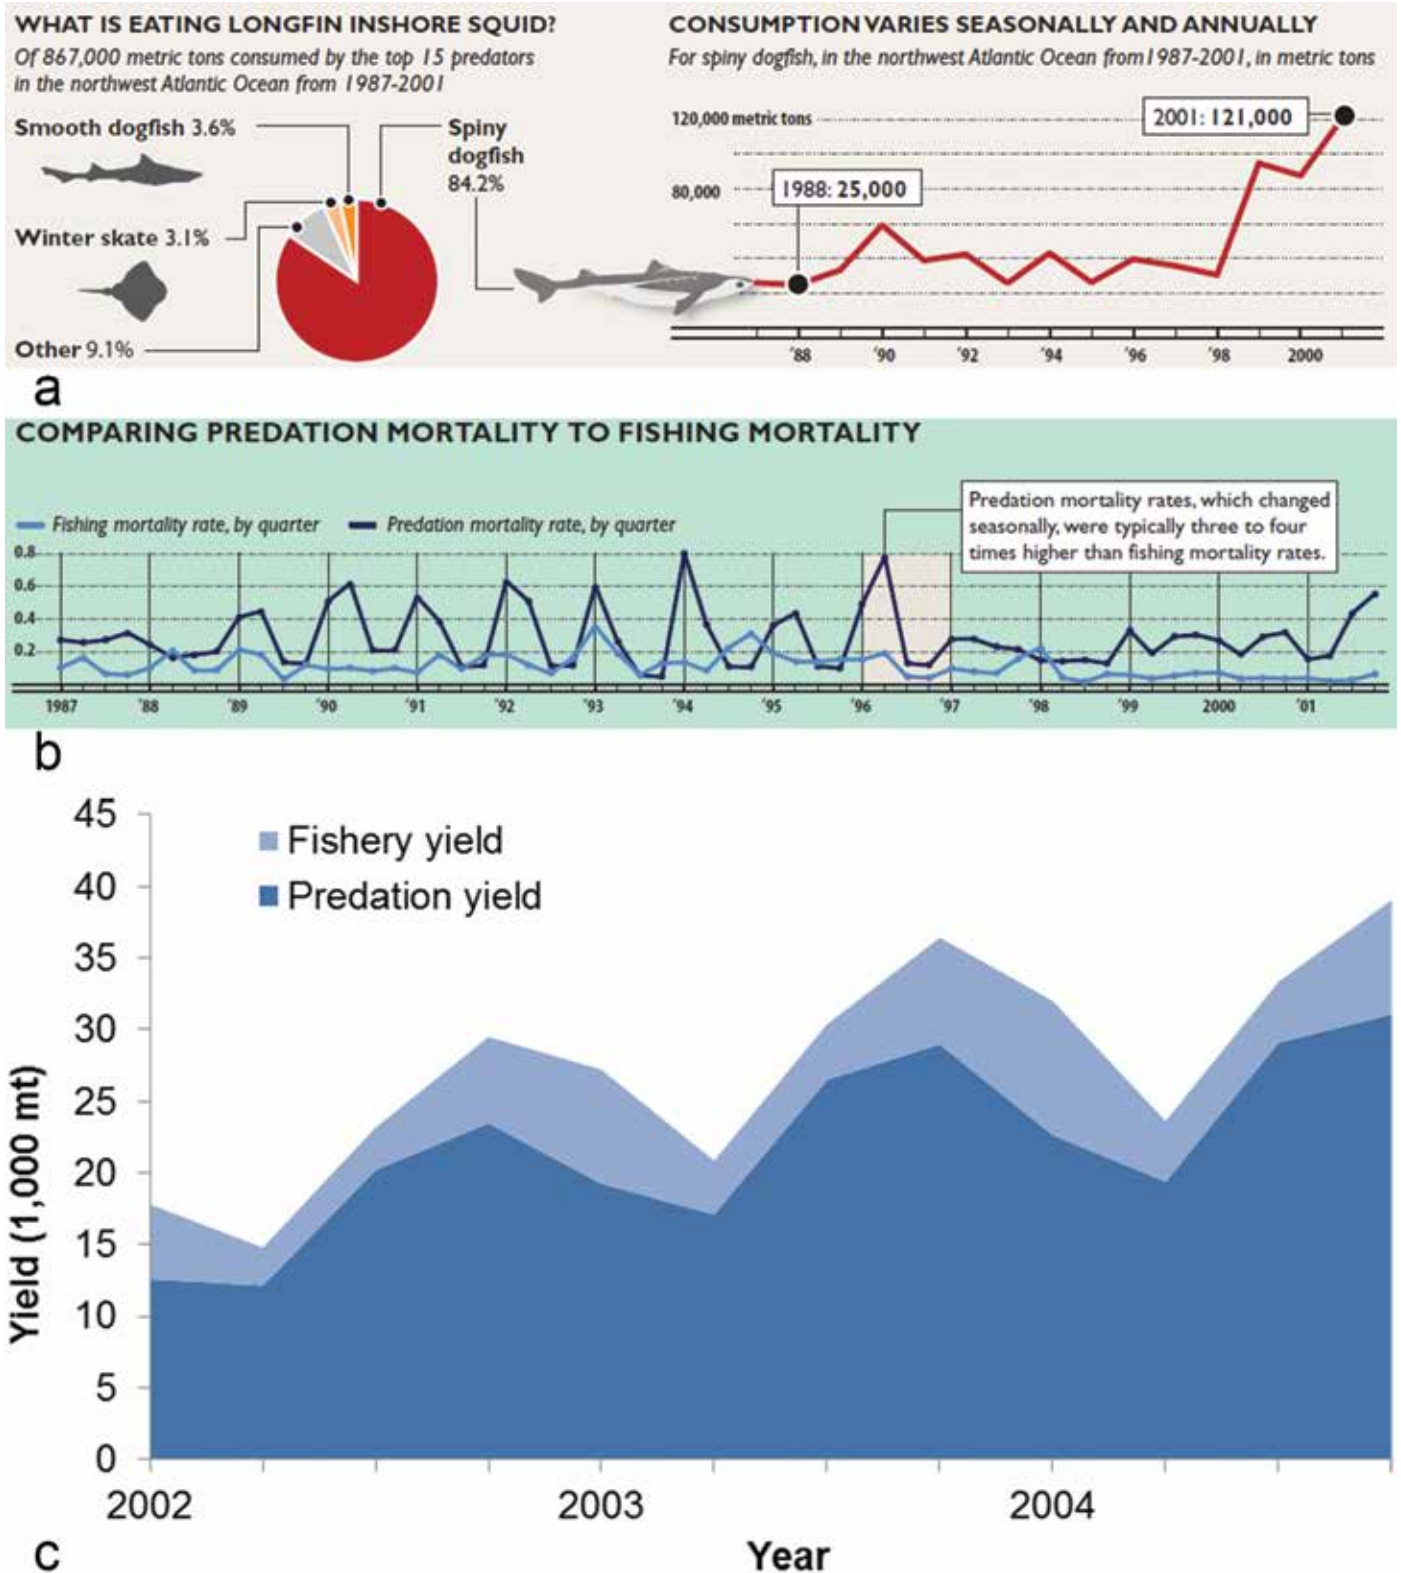 WHAT IS EATING LONGFIN INSHORE SQUID?
Of 867,000 metric tons consumed by the top 15 predators
in the northwest Atlantic Ocean from 1987-2001
Smooth dogfish 3.6%
Spiny
dogfish
84.2%
Winter skate 3.1%
Other 9.1%
CONSUMPTION VARIES SEASONALLY AND ANNUALLY
For spiny dogfish, in the northwest Atlantic Ocean from 1987-2001, in metric tons
120,000 metric tons
2001: 121,000
80,000
1988: 25,000
'88 '90 '92 '94 '96 '98 2000
a
COMPARING PREDATION MORTALITY TO FISHING MORTALITY
Fishing mortality rate, by quarter
Predation mortality rate, by quarter
Predation mortality rates, which changed
seasonally, were typically three to four
times higher than fishing mortality rates.
0.8
0.6
0.4
0.2
1987 '88 '89 '90 '91 '92 '93 '94 '95 '96 '97 '98 '99 2000 '01
b
Fishery yield
Predation yield
45
40
35
30
25
20
15
10
5
0
Yield (1,000 mt)
2002 2003 2004
Year
c